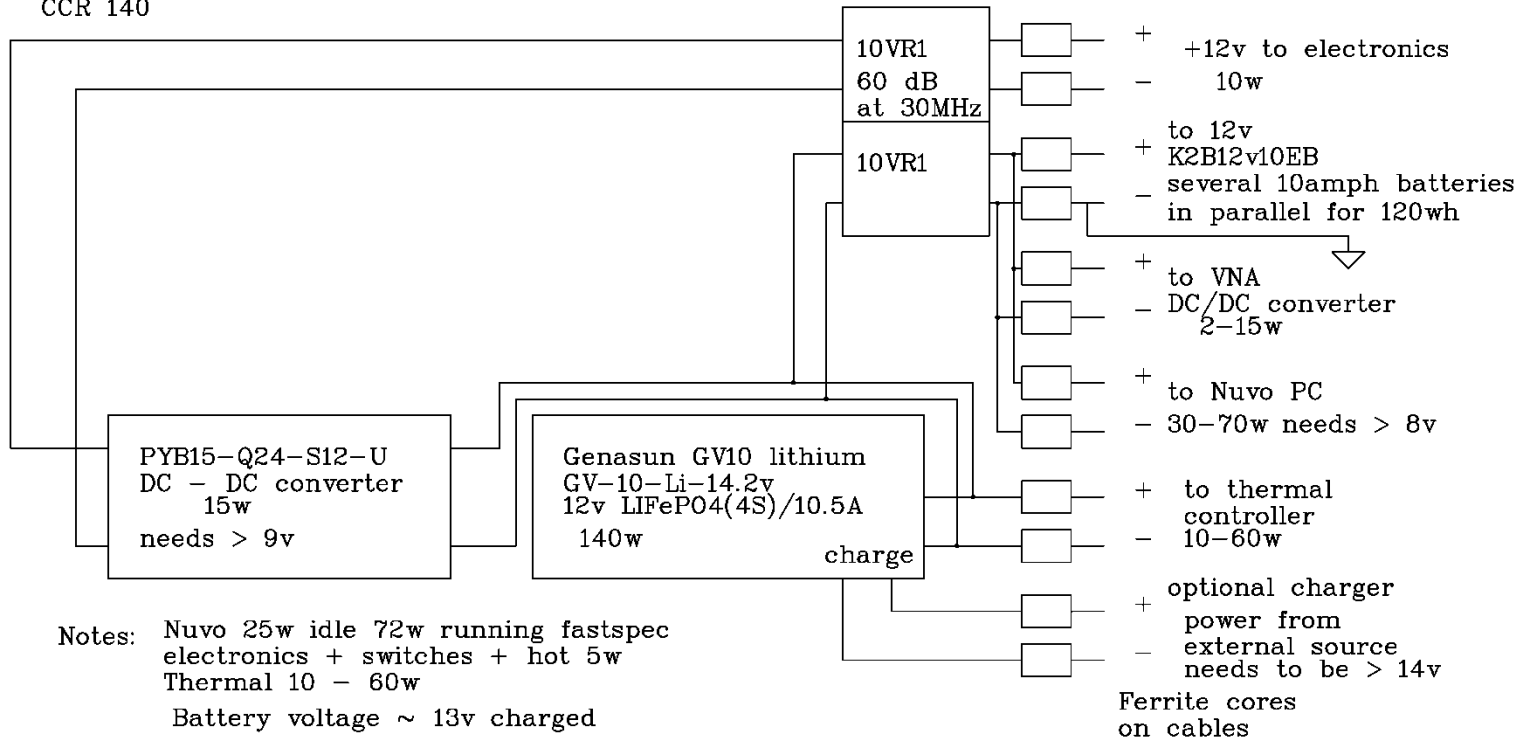 CCR 140
10VR1
60 dB
at 30MHz
10VR1
+
+12v to electronics
−
10w
to 12v
+
K2B12v10EB
− several 10amph batteries
in parallel for 120wh
+
to VNA
− DC/DC converter
2−15w
+
to Nuvo PC
− 30−70w needs > 8v
PYB15−Q24−S12−U
DC − DC converter
15w
needs > 9v
Genasun GV10 lithium
GV−10−Li−14.2v
12v LIFePO4(4S)/10.5A
140w
charge
+ to thermal
controller
− 10−60w
optional charger
+
power from
− external source
needs to be > 14v
Ferrite cores
on cables
Notes: Nuvo 25w idle 72w running fastspec
electronics + switches + hot 5w
Thermal 10 − 60w
Battery voltage ~ 13v charged